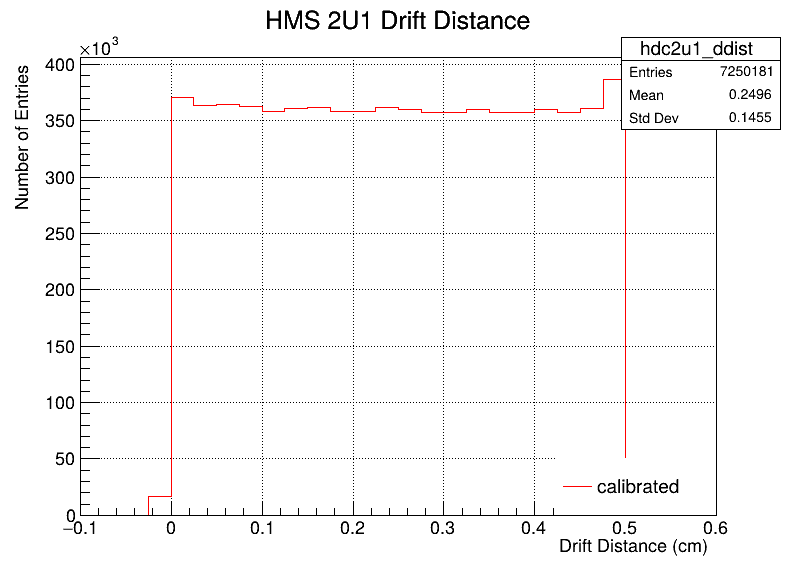 HMS 2U1 Drift Distance
×10³
hdc2u1_ddist
Entries 7250181
Mean 0.2496
Std Dev 0.1455
Number of Entries
400
350
300
250
200
150
100
50
0
calibrated
−0.1 0 0.1 0.2 0.3 0.4 0.5 0.6
Drift Distance (cm)